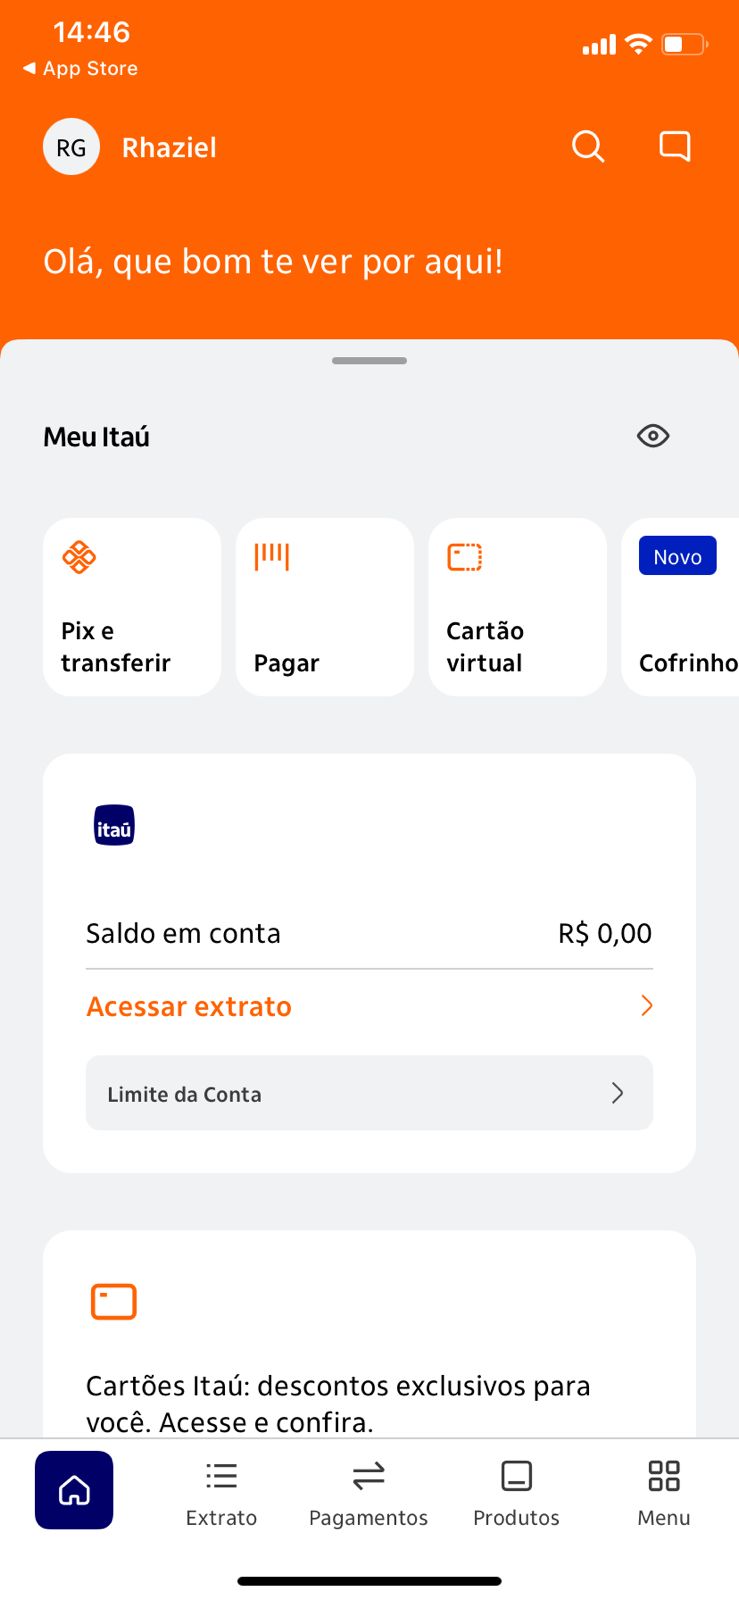 14:46
◀ App Store
RG
Rhaziel
Olá, que bom te ver por aqui!
Meu Itaú
Pix e
transferir
Pagar
Cartão
virtual
Novo
Cofrinho
itaú
Saldo em conta R$ 0,00
Acessar extrato
Limite da Conta
Cartões Itaú: descontos exclusivos para
você. Acesse e confira.
Extrato
Pagamentos
Produtos
Menu